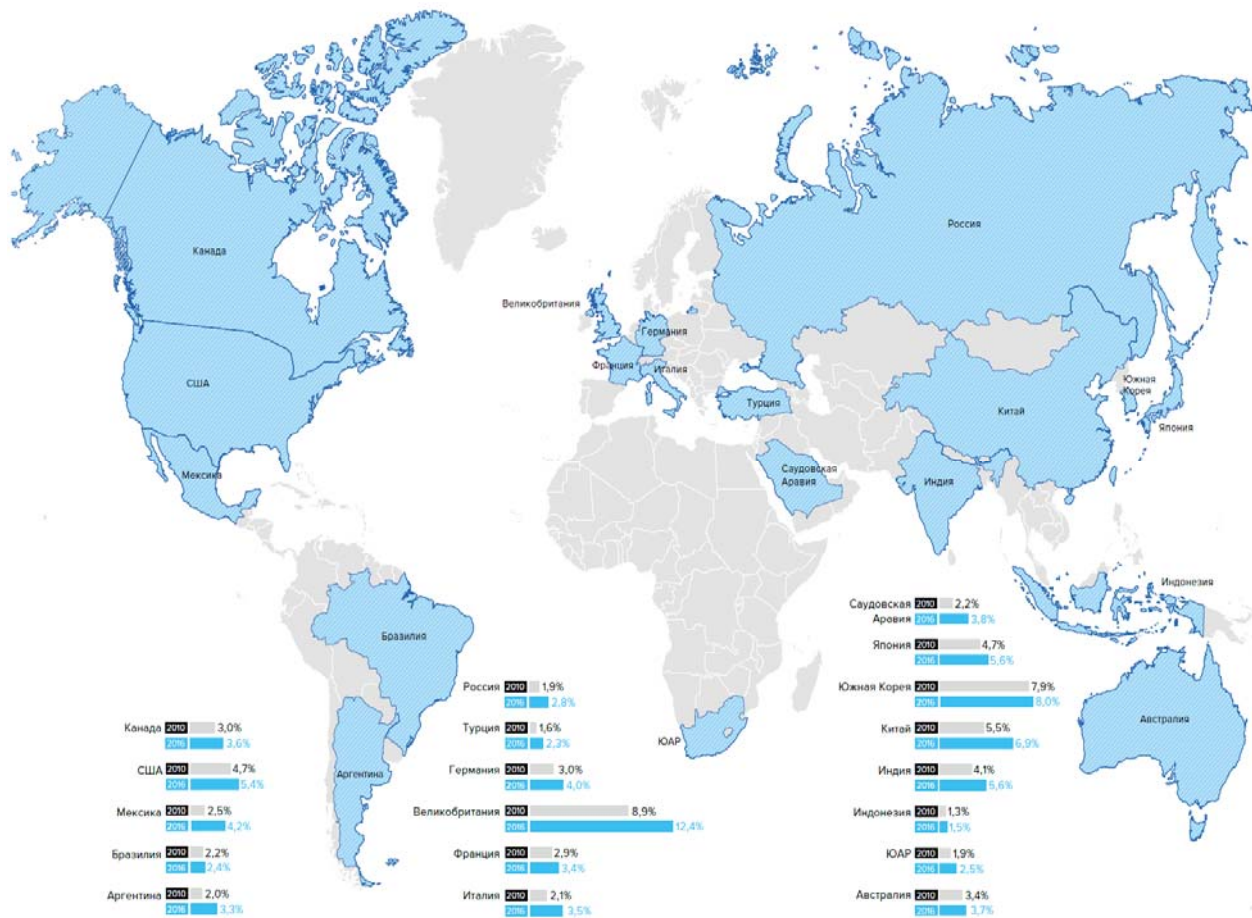 Канада
США
Мексика
Бразилия
Аргентина
Великобритания
Германия
Франция
Италия
Турция
Россия
Саудовская
Аравия
Китай
Индия
Южная
Корея
Япония
Индонезия
Австралия
ЮАР
Канада 2010 3,0%
2016 3,6%
США 2010 4,7%
2016 5,4%
Мексика 2010 2,5%
2016 4,2%
Бразилия 2010 2,2%
2016 2,4%
Аргентина 2010 2,0%
2016 3,3%
Россия 2010 1,9%
2016 2,8%
Турция 2010 1,6%
2016 2,3%
Германия 2010 3,0%
2016 4,0%
Великобритания 2010 8,9%
2016 12,4%
Франция 2010 2,9%
2016 3,4%
Италия 2010 2,1%
2016 3,5%
Саудовская 2010 2,2%
Аровия 2016 3,8%
Япония 2010 4,7%
2016 5,6%
Южная Корея 2010 7,9%
2016 8,0%
Китай 2010 5,5%
2016 6,9%
Индия 2010 4,1%
2016 5,6%
Индонезия 2010 1,3%
2016 1,5%
ЮАР 2010 1,9%
2016 2,5%
Австралия 2010 3,4%
2016 3,7%